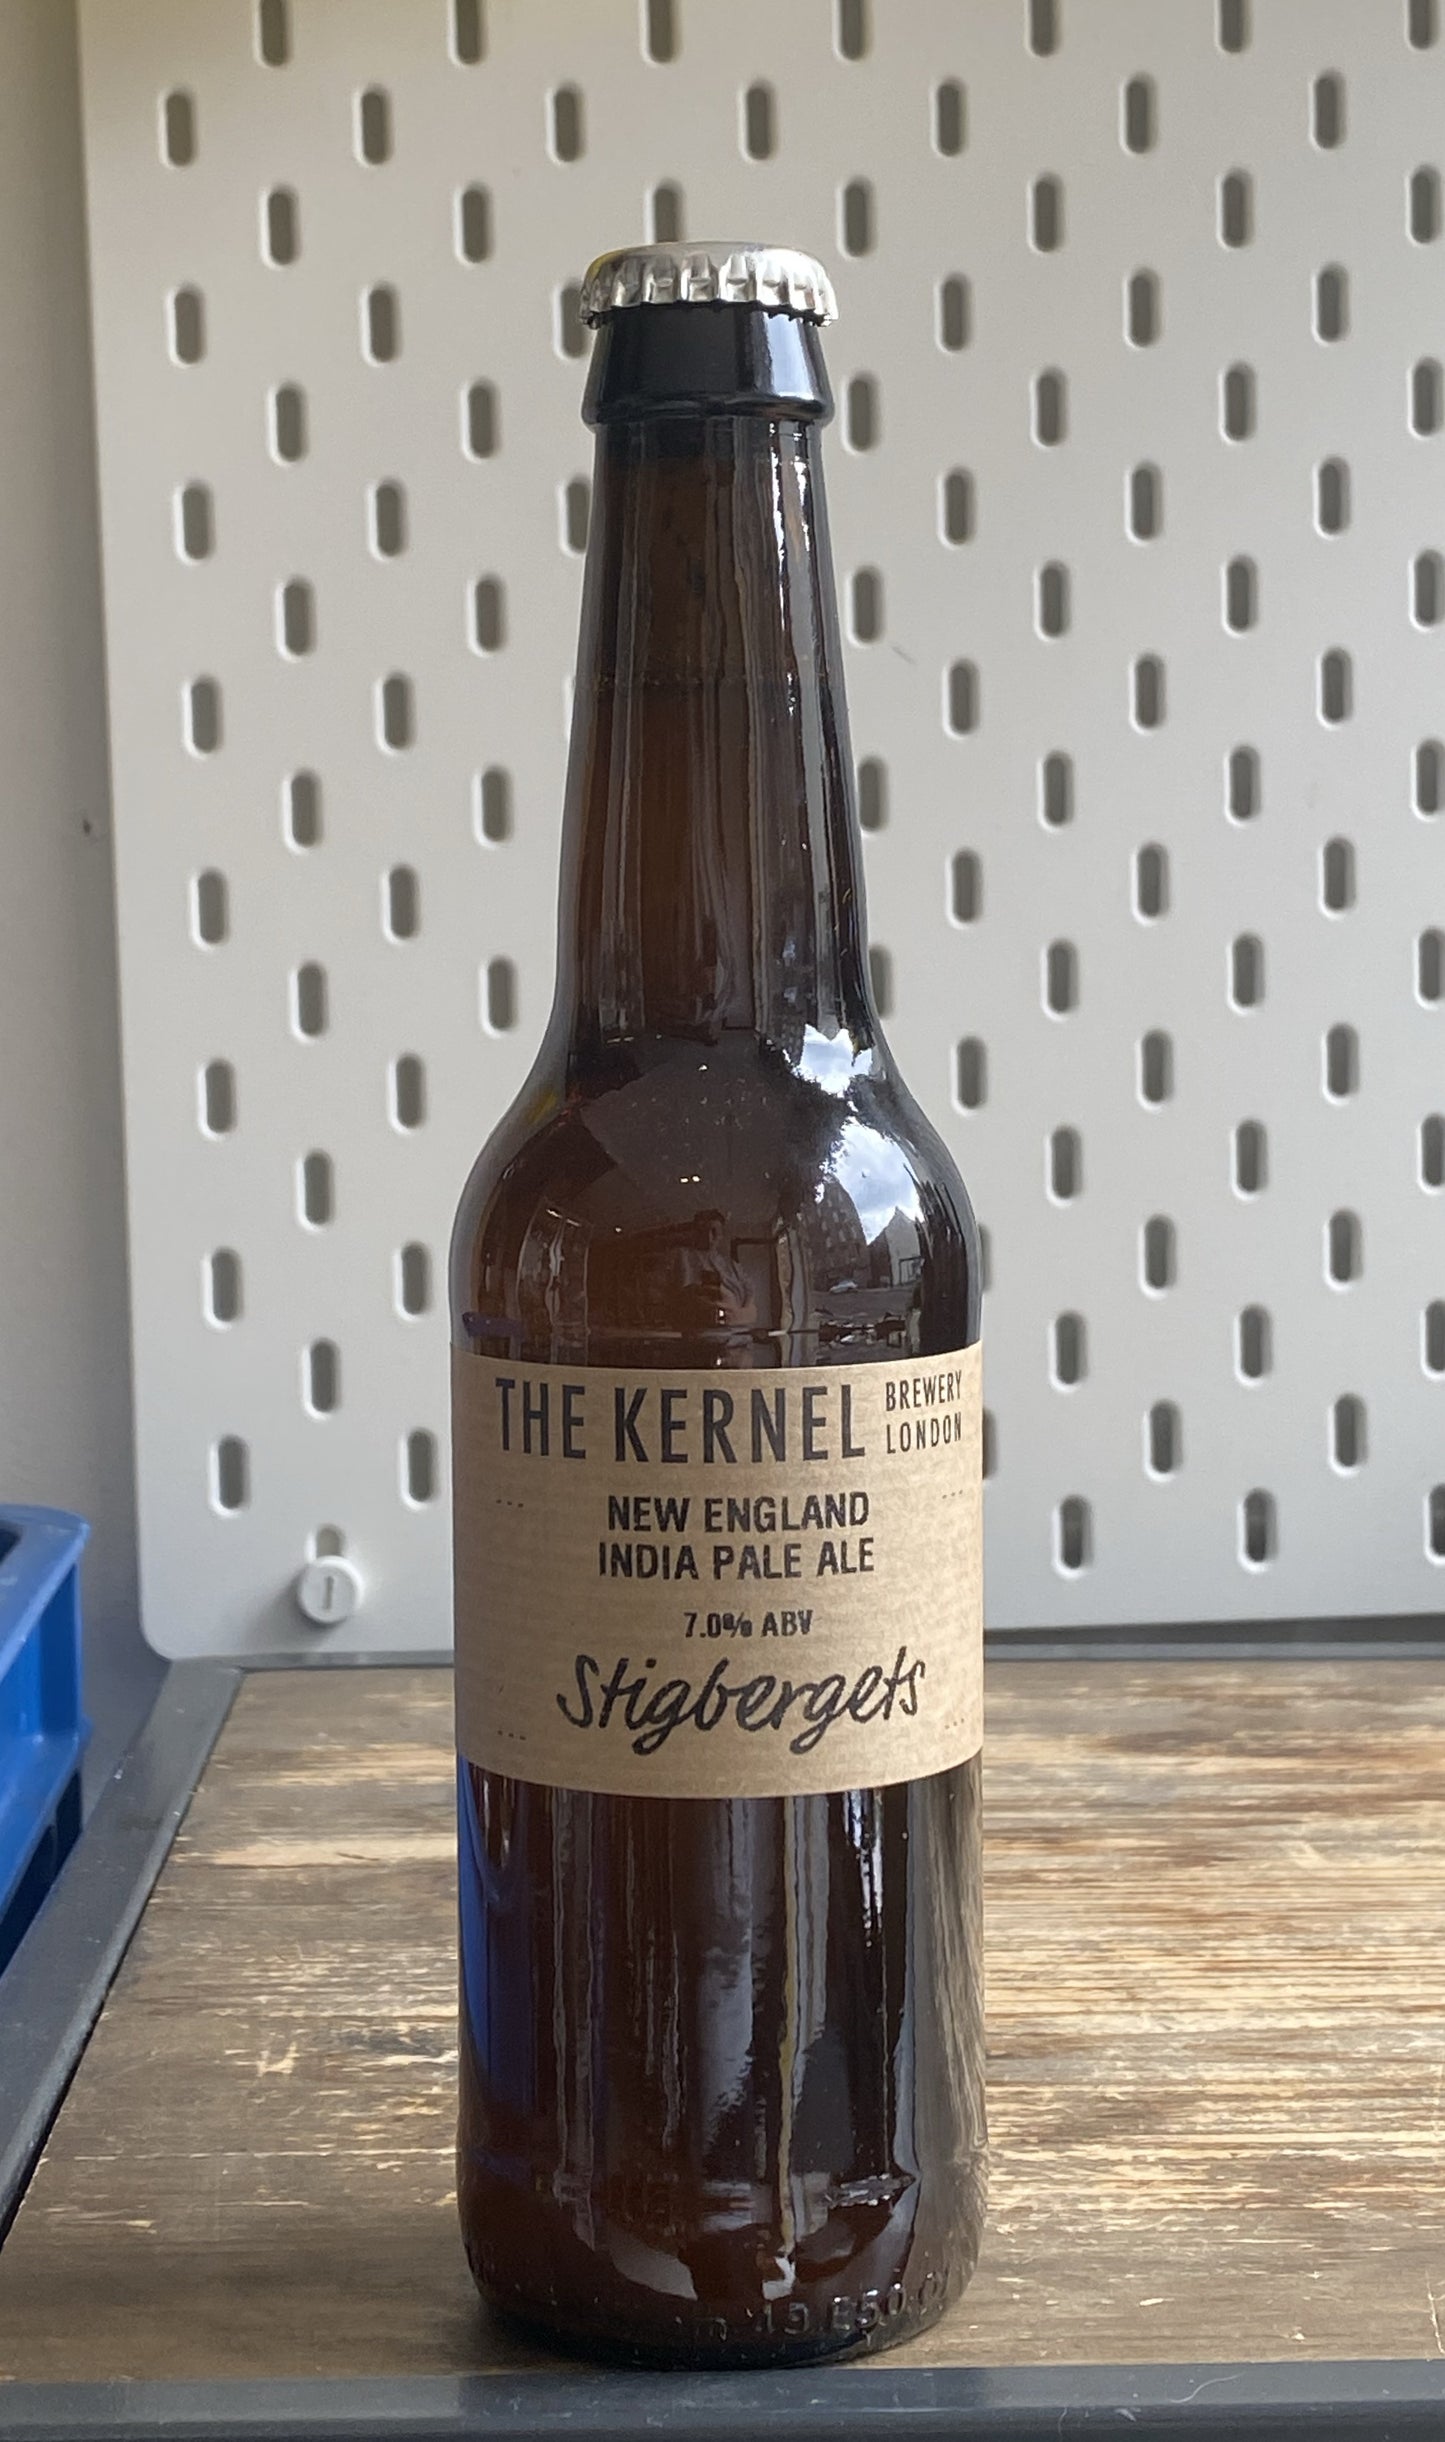 THE KERNEL BREWERY LONDON
NEW ENGLAND
INDIA PALE ALE
7.0% ABV
Stigbergets